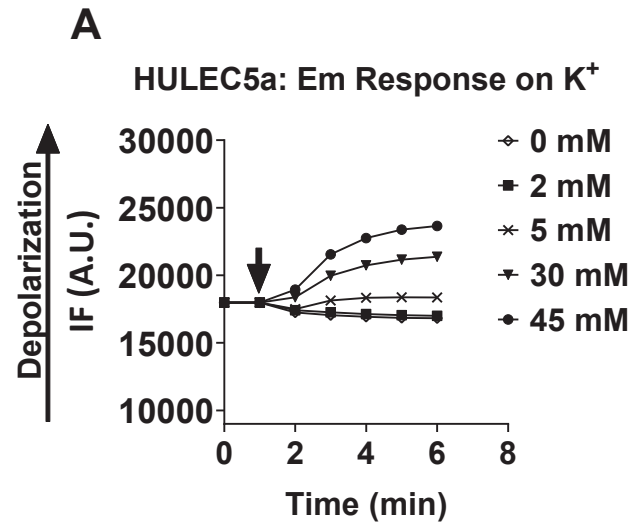 A
HULEC5a: Em Response on K⁺
Depolarization
IF (A.U.)
30000
25000
20000
15000
10000
0
2
4
6
8
Time (min)
0 mM
2 mM
5 mM
30 mM
45 mM